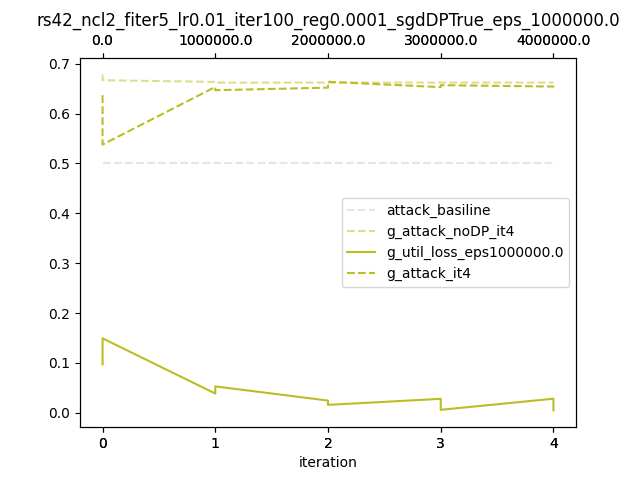 rs42_ncl2_fiter5_lr0.01_iter100_reg0.0001_sgdDPTrue_eps_1000000.0
0.0 1000000.0 2000000.0 3000000.0 4000000.0
0.7
0.6
0.5
0.4
0.3
0.2
0.1
0.0
attack_basiline
g_attack_noDP_it4
g_util_loss_eps1000000.0
g_attack_it4
0 1 2 3 4
iteration